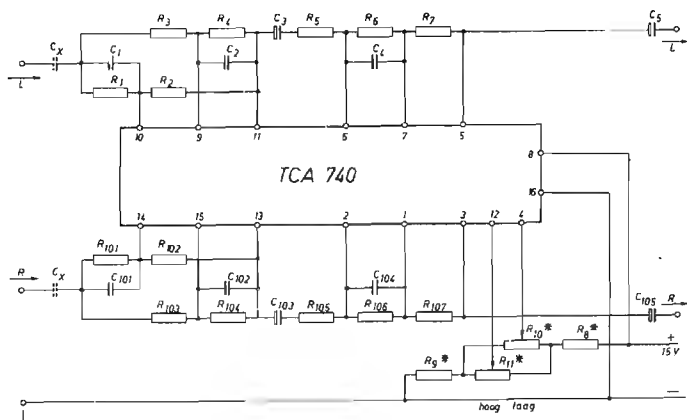 R3 R4 C3 R5 R6 R7 C5
Cx C1 C2 C4
L L
R1 R2
10 9 11 6 7 5
8
TCA 740
16
14 15 13 2 1 3 12 4
R101 R102
R Cx C101 C102 C104 C105 R
R103 R104 C103 R105 R106 R107
R10* R8* +
R9* R11* 15V
hoog laag −